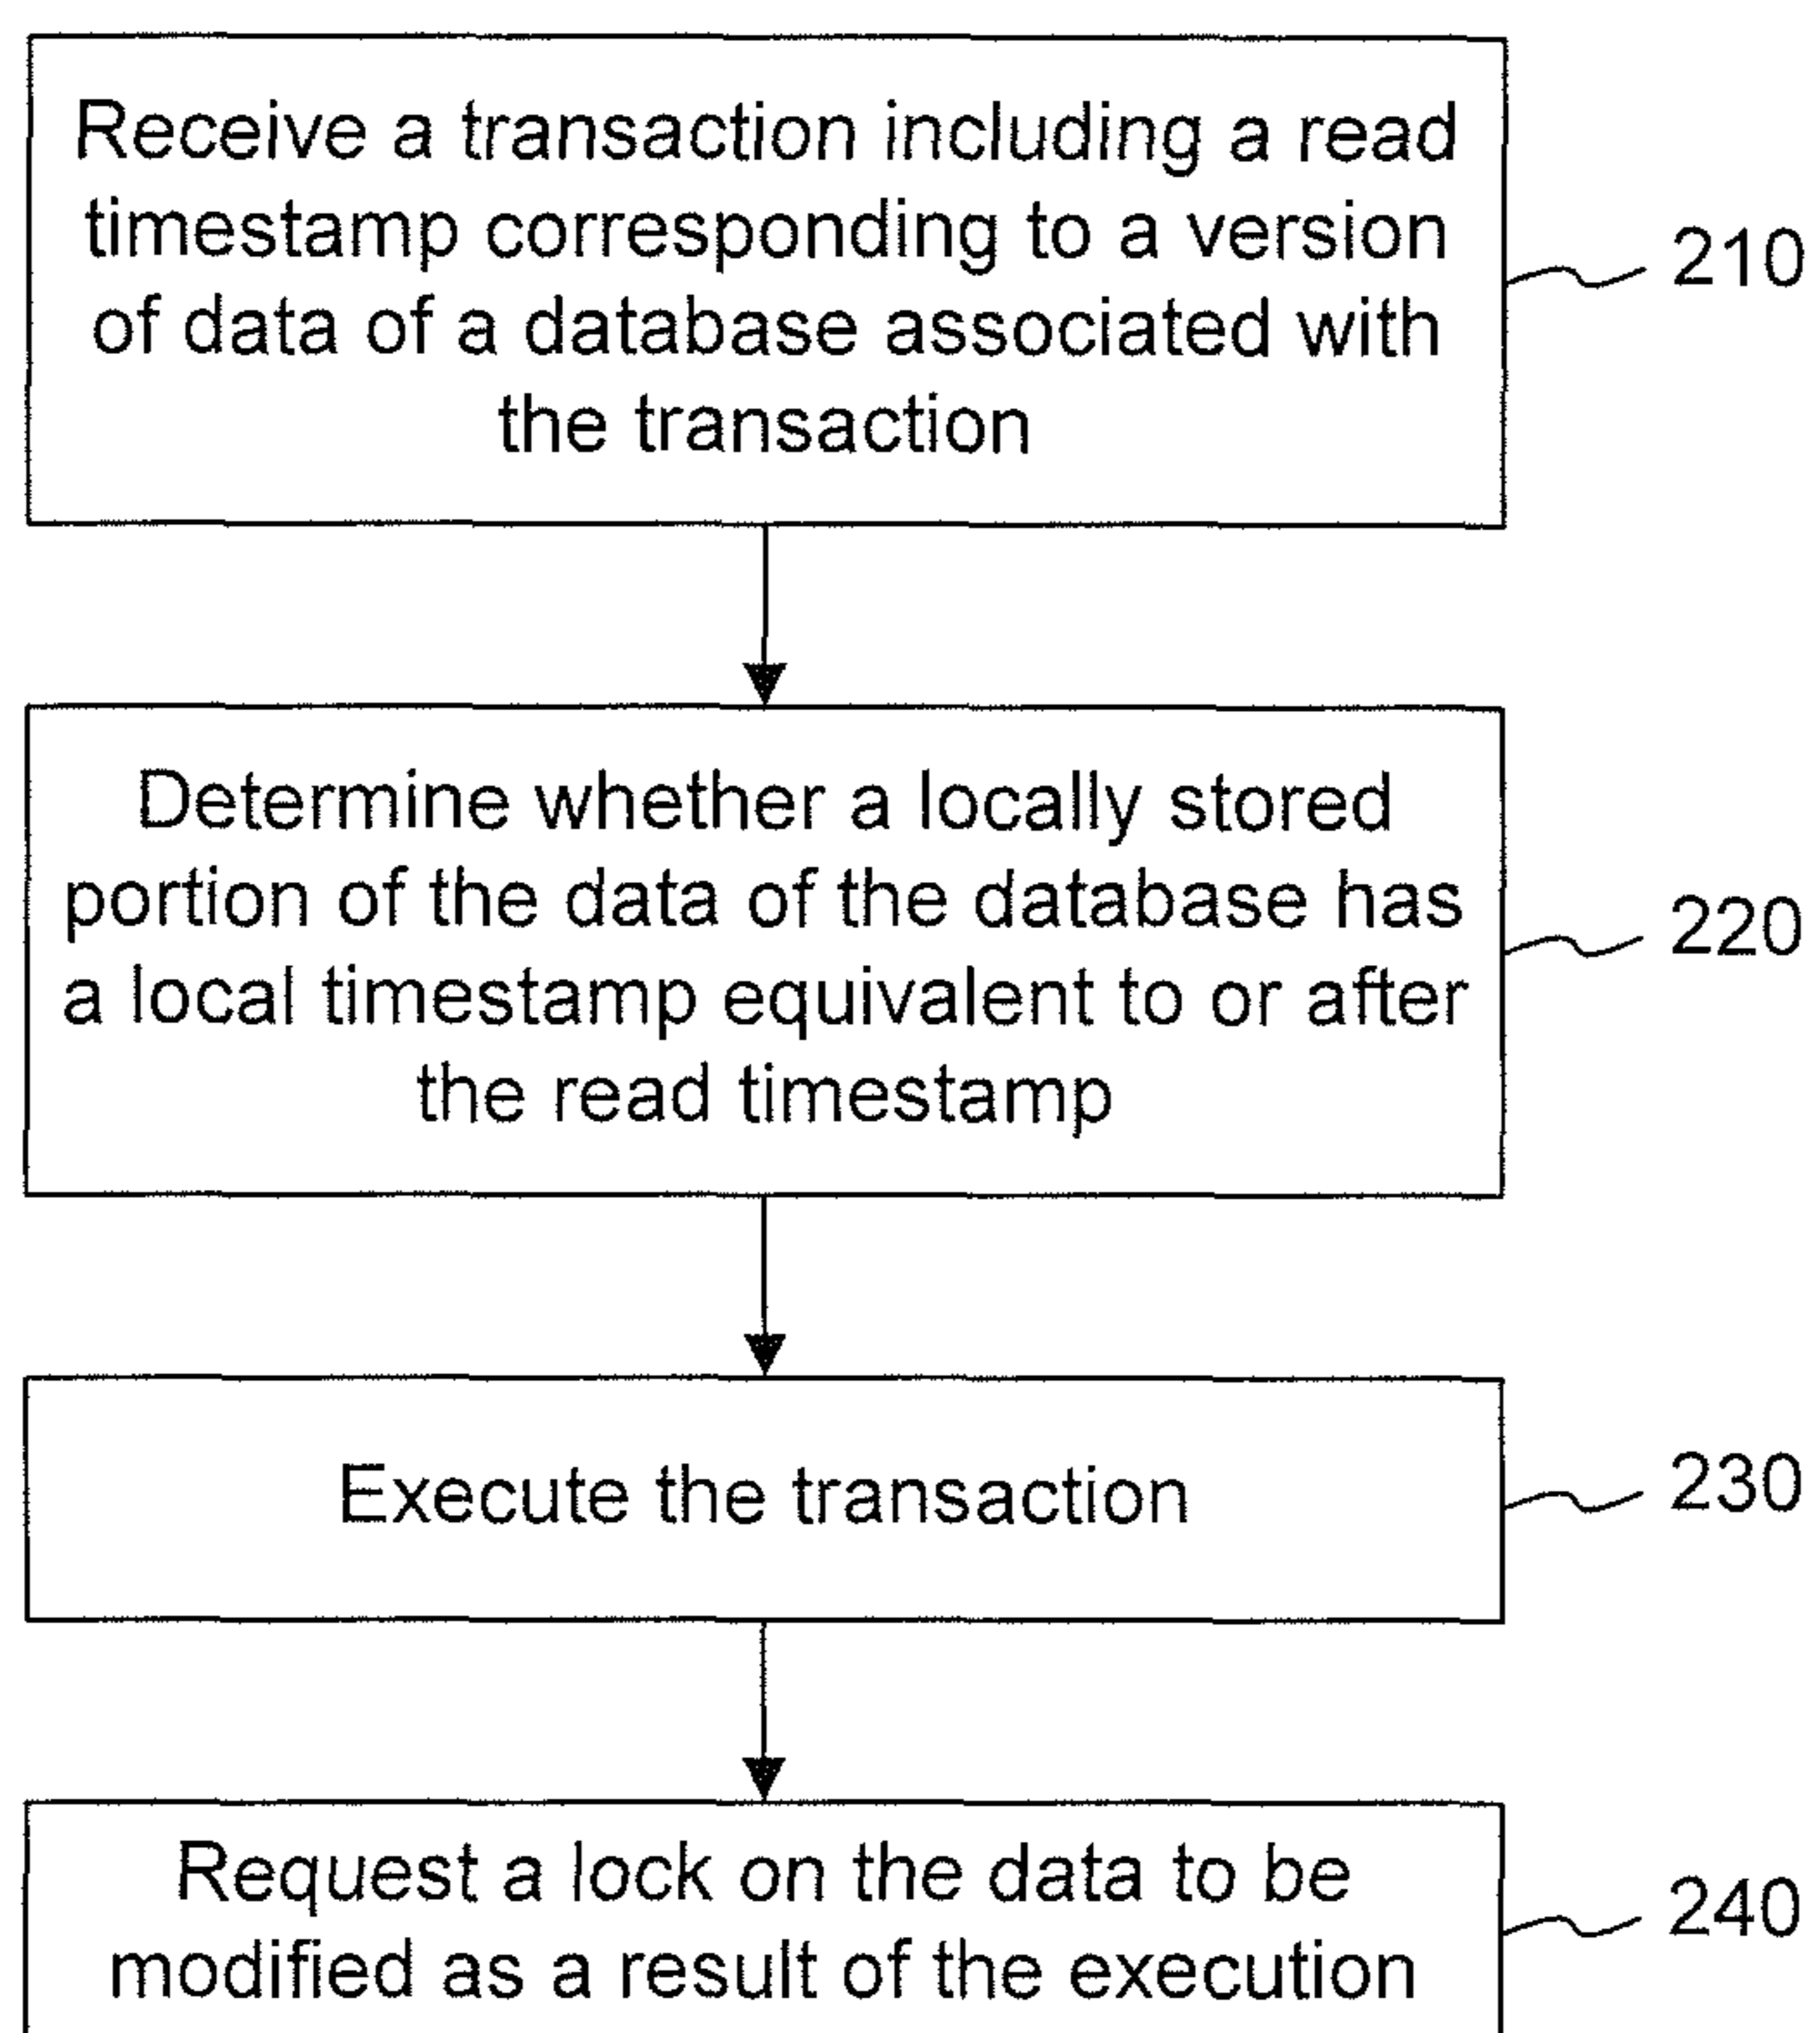 Receive a transaction including a read
timestamp corresponding to a version
of data of a database associated with
the transaction
210
Determine whether a locally stored
portion of the data of the database has
a local timestamp equivalent to or after
the read timestamp
220
Execute the transaction
230
Request a lock on the data to be
modified as a result of the execution
240